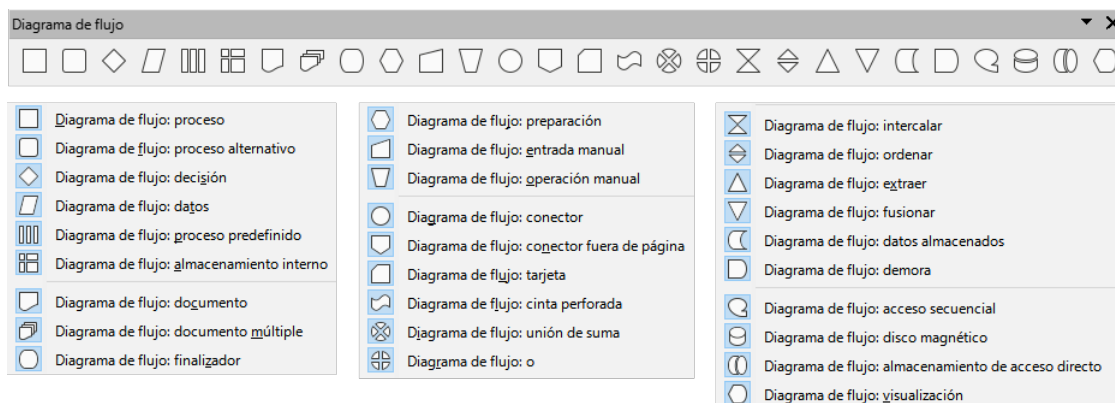 Diagrama de flujo
Diagrama de flujo: proceso
Diagrama de flujo: proceso alternativo
Diagrama de flujo: decisión
Diagrama de flujo: datos
Diagrama de flujo: proceso predefinido
Diagrama de flujo: almacenamiento interno
Diagrama de flujo: documento
Diagrama de flujo: documento múltiple
Diagrama de flujo: finalizador
Diagrama de flujo: preparación
Diagrama de flujo: entrada manual
Diagrama de flujo: operación manual
Diagrama de flujo: conector
Diagrama de flujo: conector fuera de página
Diagrama de flujo: tarjeta
Diagrama de flujo: cinta perforada
Diagrama de flujo: unión de suma
Diagrama de flujo: o
Diagrama de flujo: intercalar
Diagrama de flujo: ordenar
Diagrama de flujo: extraer
Diagrama de flujo: fusionar
Diagrama de flujo: datos almacenados
Diagrama de flujo: demora
Diagrama de flujo: acceso secuencial
Diagrama de flujo: disco magnético
Diagrama de flujo: almacenamiento de acceso directo
Diagrama de flujo: visualización